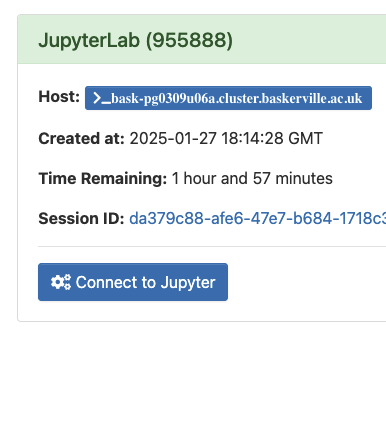 JupyterLab (955888)
Host: >_bask-pg0309u06a.cluster.baskerville.ac.uk
Created at: 2025-01-27 18:14:28 GMT
Time Remaining: 1 hour and 57 minutes
Session ID: da379c88-afe6-47e7-b684-1718c3
Connect to Jupyter